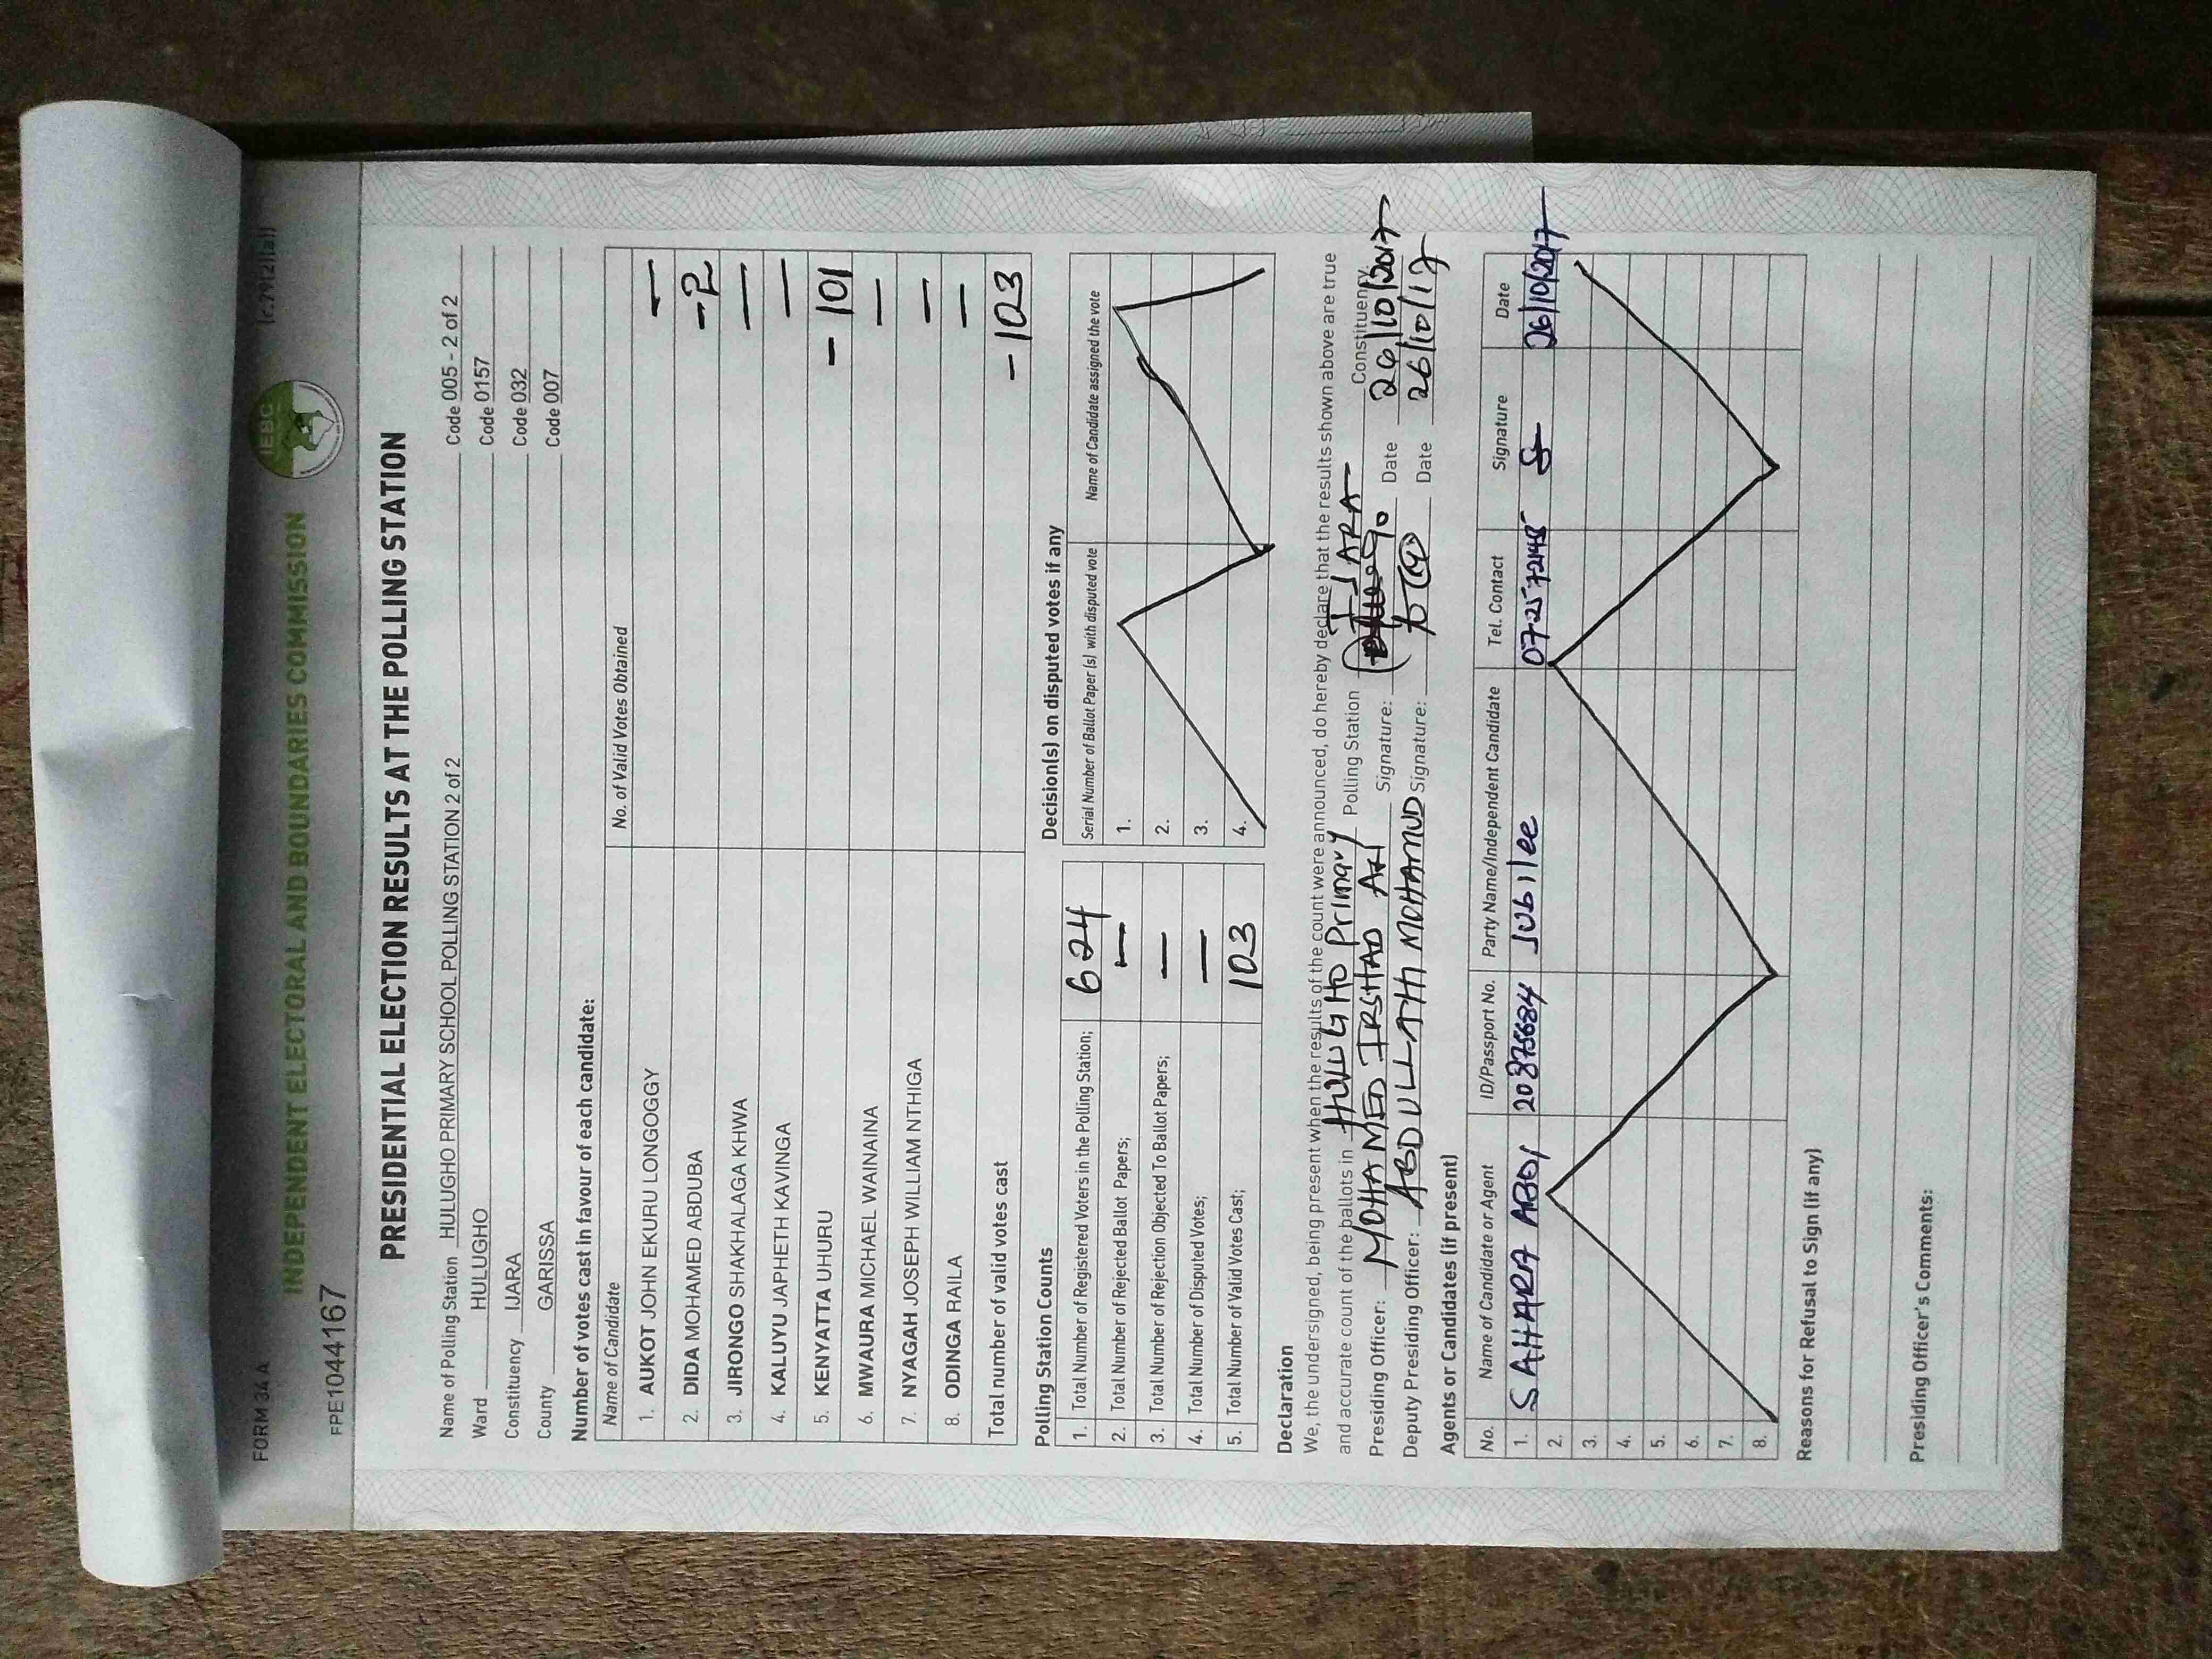 FORM 34 A
(r.79(2)(a))
INDEPENDENT ELECTORAL AND BOUNDARIES COMMISSION
IEBC
FPE1044167
PRESIDENTIAL ELECTION RESULTS AT THE POLLING STATION
Name of Polling Station HULUGHO PRIMARY SCHOOL POLLING STATION 2 of 2 Code 005 - 2 of 2
Ward HULUGHO Code 0157
Constituency IJARA Code 032
County GARISSA Code 007
Number of votes cast in favour of each candidate:
Name of Candidate No. of Valid Votes Obtained
1. AUKOT JOHN EKURU LONGOGGY —
2. DIDA MOHAMED ABDUBA -2
3. JIRONGO SHAKHALAGA KHWA —
4. KALUYU JAPHETH KAVINGA —
5. KENYATTA UHURU - 101
6. MWAURA MICHAEL WAINAINA —
7. NYAGAH JOSEPH WILLIAM NTHIGA —
8. ODINGA RAILA —
Total number of valid votes cast - 103
Polling Station Counts
1. Total Number of Registered Voters in the Polling Station; 624
2. Total Number of Rejected Ballot Papers; —
3. Total Number of Rejection Objected To Ballot Papers; —
4. Total Number of Disputed Votes; —
5. Total Number of Valid Votes Cast; 103
Decision(s) on disputed votes if any
Serial Number of Ballot Paper (s) with disputed vote Name of Candidate assigned the vote
1.
2.
3.
4.
Declaration
We, the undersigned, being present when the results of the count were announced, do hereby declare that the results shown above are true
and accurate count of the ballots in HULUGHO Primary Polling Station IJARA Constituency
Presiding Officer: MOHAMED IRSHAD Signature: Date 26/10/2017
Deputy Presiding Officer: ABDULLATHI MOHAMUD Signature: Date 26/10/17
Agents or Candidates (if present)
No. Name of Candidate or Agent ID/Passport No. Party Name/Independent Candidate Tel. Contact Signature Date
1. SAHARA ABDI 20875684 Jubilee 26/10/2017
2.
3.
4.
5.
6.
7.
8.
Reasons for Refusal to Sign (if any)
Presiding Officer's Comments: